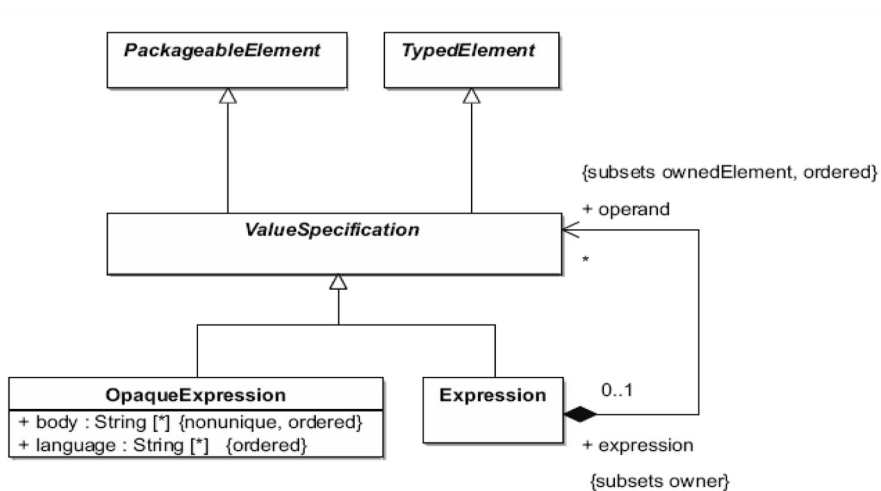 PackageableElement
TypedElement
{subsets ownedElement, ordered}
+ operand
ValueSpecification
*
OpaqueExpression
+ body : String [*] {nonunique, ordered}
+ language : String [*] {ordered}
Expression
0..1
+ expression
{subsets owner}